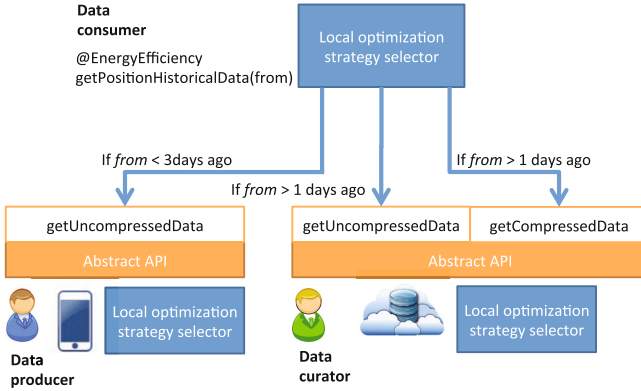 Data
consumer
@EnergyEfficiency
getPositionHistoricalData(from)
Local optimization
strategy selector
If from < 3days ago
If from > 1 days ago
If from > 1 days ago
getUncompressedData
Abstract API
getUncompressedData
getCompressedData
Abstract API
Local optimization
strategy selector
Data
producer
Local optimization
strategy selector
Data
curator